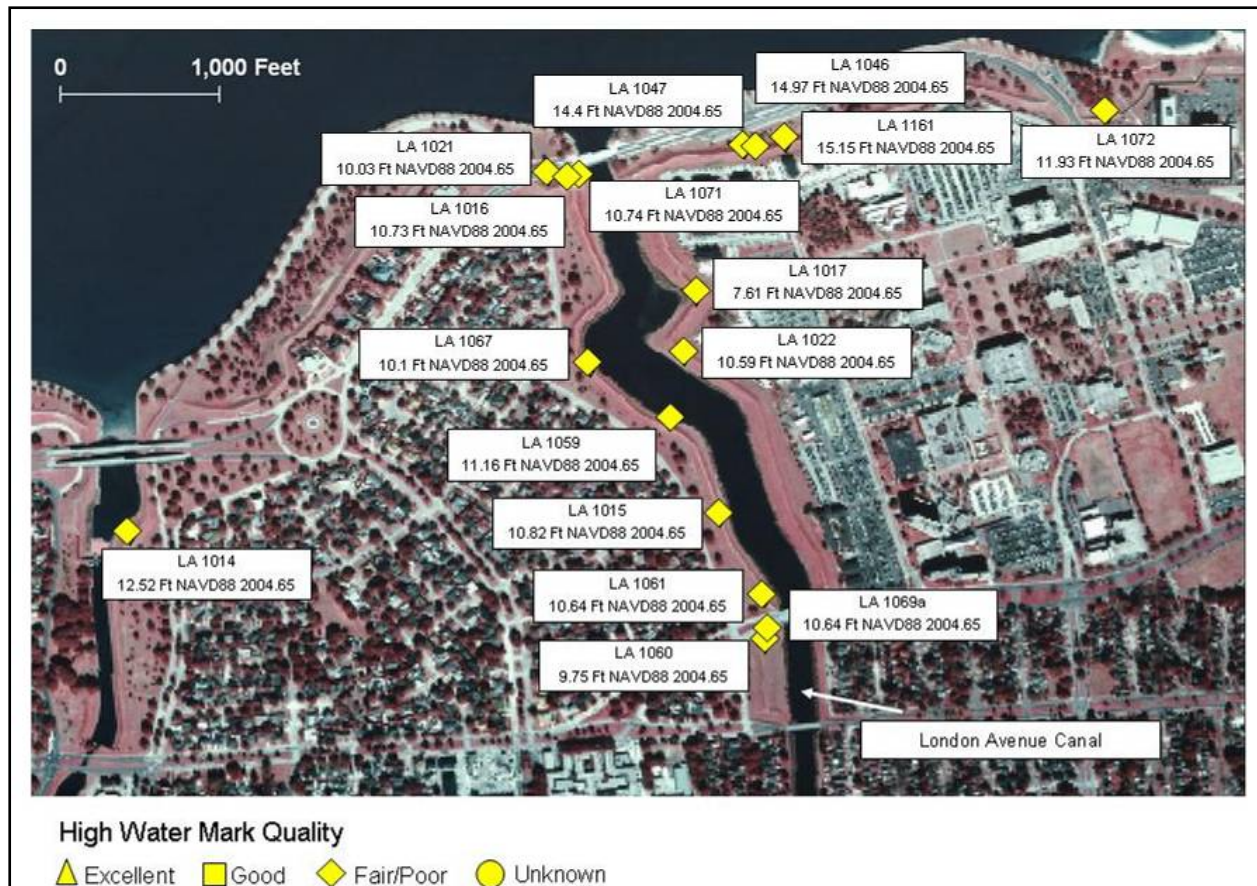 0 1,000 Feet
LA 1047
14.4 Ft NAVD88 2004.65
LA 1046
14.97 Ft NAVD88 2004.65
LA 1021
10.03 Ft NAVD88 2004.65
LA 1161
15.15 Ft NAVD88 2004.65
LA 1072
11.93 Ft NAVD88 2004.65
LA 1016
10.73 Ft NAVD88 2004.65
LA 1071
10.74 Ft NAVD88 2004.65
LA 1017
7.61 Ft NAVD88 2004.65
LA 1067
10.1 Ft NAVD88 2004.65
LA 1022
10.59 Ft NAVD88 2004.65
LA 1059
11.16 Ft NAVD88 2004.65
LA 1015
10.82 Ft NAVD88 2004.65
LA 1014
12.52 Ft NAVD88 2004.65
LA 1061
10.64 Ft NAVD88 2004.65
LA 1069a
10.64 Ft NAVD88 2004.65
LA 1060
9.75 Ft NAVD88 2004.65
London Avenue Canal
High Water Mark Quality
Excellent Good Fair/Poor Unknown